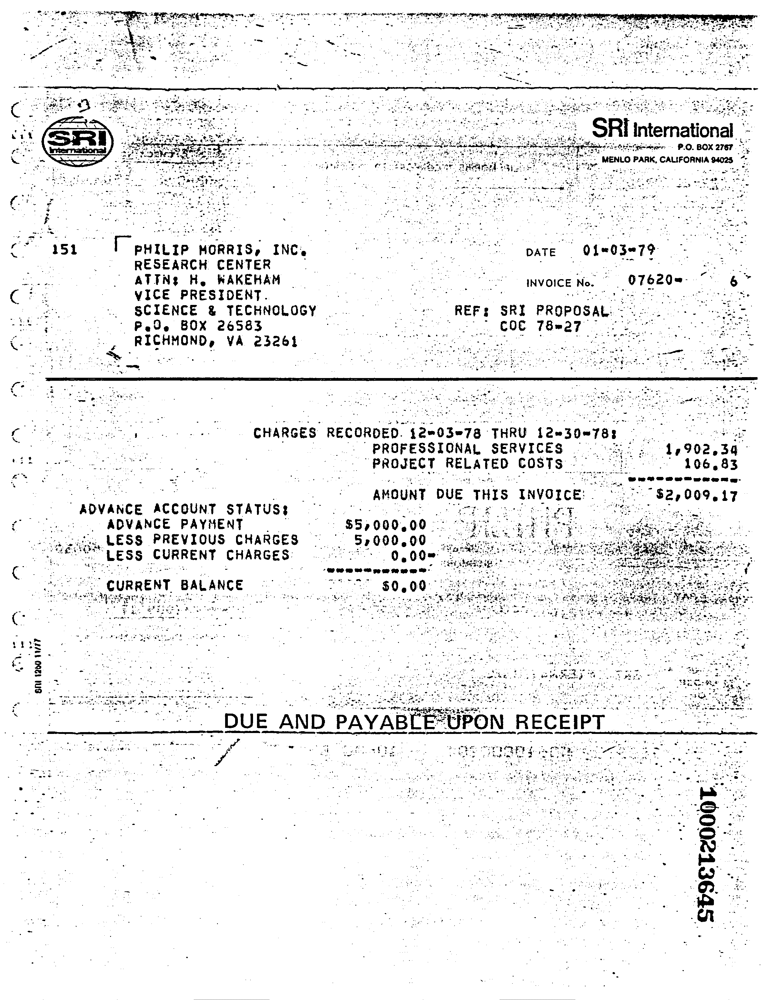 SRI
International
SRI International
P.O. BOX 2767
MENLO PARK, CALIFORNIA 94025
151
PHILIP MORRIS, INC.
RESEARCH CENTER
ATTN: H. WAKEHAM
VICE PRESIDENT
SCIENCE & TECHNOLOGY
P.O. BOX 26583
RICHMOND, VA 23261
DATE 01-03-79
INVOICE No. 07620- 6
REF: SRI PROPOSAL
COC 78-27
CHARGES RECORDED 12-03-78 THRU 12-30-78:
PROFESSIONAL SERVICES 1,902.34
PROJECT RELATED COSTS 106.83
AMOUNT DUE THIS INVOICE $2,009.17
ADVANCE ACCOUNT STATUS:
ADVANCE PAYMENT $5,000.00
LESS PREVIOUS CHARGES 5,000.00
LESS CURRENT CHARGES 0.00-
CURRENT BALANCE $0.00
SRI 1260 11/77
DUE AND PAYABLE UPON RECEIPT
1000213645